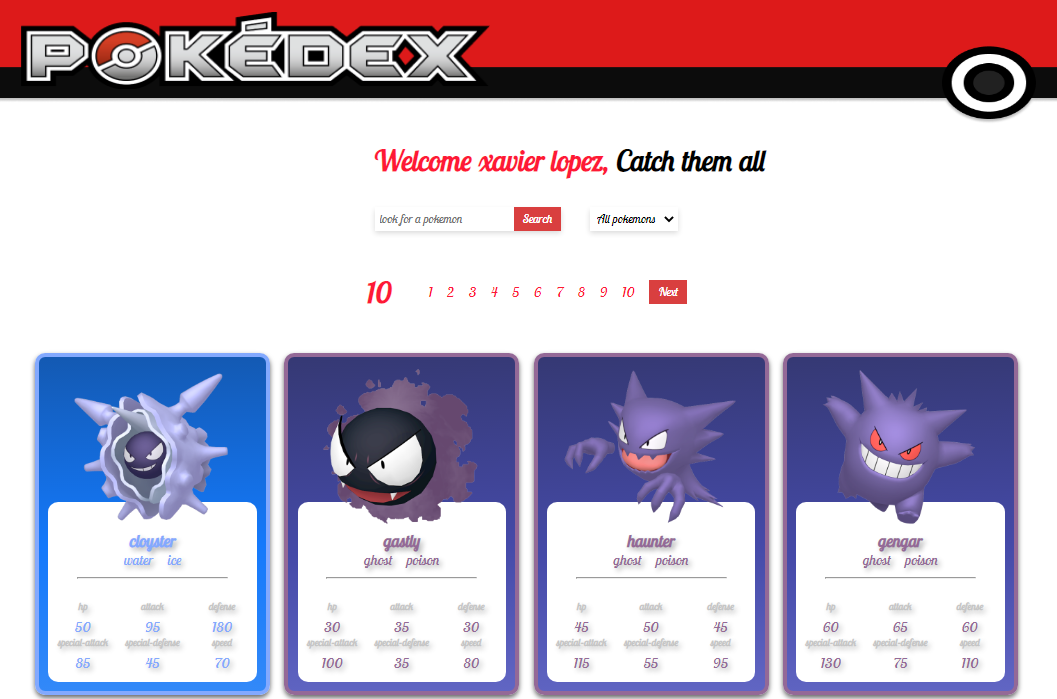 POKÉDEX
Welcome xavier lopez, Catch them all
look for a pokemon Search All pokemons
10 1 2 3 4 5 6 7 8 9 10 Next
cloyster gastly haunter gengar
water ice ghost poison ghost poison ghost poison
hp attack defense hp attack defense hp attack defense hp attack defense
50 95 180 30 35 30 45 50 45 60 65 60
special-attack special-defense speed special-attack special-defense speed special-attack special-defense speed special-attack special-defense speed
85 45 70 100 35 80 115 55 95 130 75 110